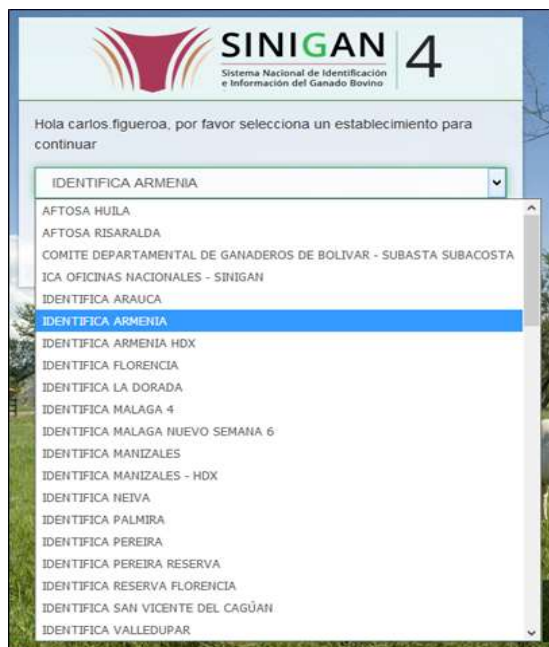 SINIGAN 4
Sistema Nacional de Identificación
e Información del Ganado Bovino
Hola carlos.figueroa, por favor selecciona un establecimiento para
continuar
IDENTIFICA ARMENIA
AFTOSA HUILA
AFTOSA RISARALDA
COMITE DEPARTAMENTAL DE GANADEROS DE BOLIVAR - SUBASTA SUBACOSTA
ICA OFICINAS NACIONALES - SINIGAN
IDENTIFICA ARAUCA
IDENTIFICA ARMENIA
IDENTIFICA ARMENIA HDX
IDENTIFICA FLORENCIA
IDENTIFICA LA DORADA
IDENTIFICA MALAGA 4
IDENTIFICA MALAGA NUEVO SEMANA 6
IDENTIFICA MANIZALES
IDENTIFICA MANIZALES - HDX
IDENTIFICA NEIVA
IDENTIFICA PALMIRA
IDENTIFICA PEREIRA
IDENTIFICA PEREIRA RESERVA
IDENTIFICA RESERVA FLORENCIA
IDENTIFICA SAN VICENTE DEL CAGÚAN
IDENTIFICA VALLEDUPAR